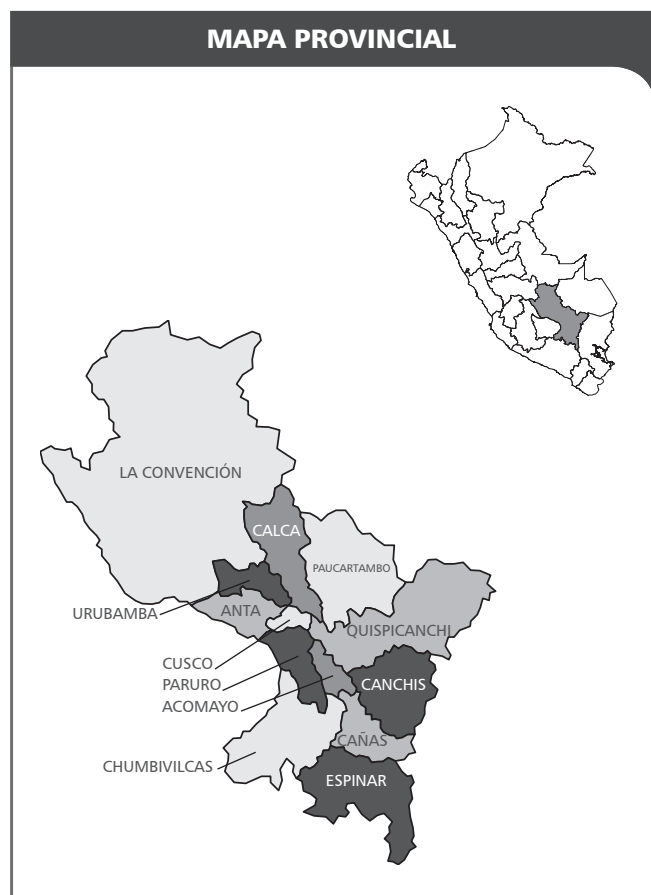 MAPA PROVINCIAL
LA CONVENCIÓN
CALCA
PAUCARTAMBO
URUBAMBA
ANTA
QUISPICANCHI
CUSCO
PARURO
CANCHIS
ACOMAYO
CAÑAS
CHUMBIVILCAS
ESPINAR